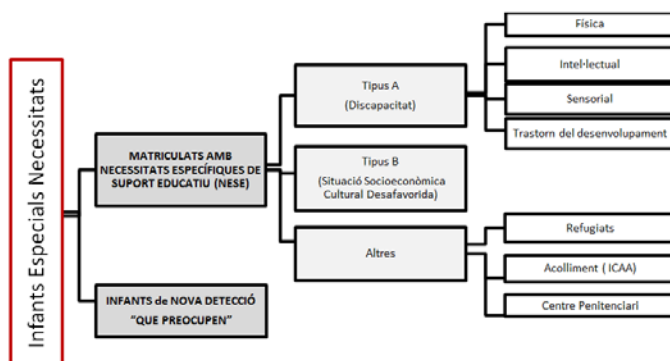 Infants Especials Necessitats
MATRICULATS AMB
NECESSITATS ESPECÍFIQUES DE
SUPORT EDUCATIU (NESE)
INFANTS de NOVA DETECCIÓ
“QUE PREOCUPEN”
Tipus A
(Discapacitat)
Tipus B
(Situació Socioeconòmica
Cultural Desafavorida)
Altres
Física
Intel·lectual
Sensorial
Trastorn del desenvolupament
Refugiats
Acolliment ( ICAA)
Centre Penitenciari